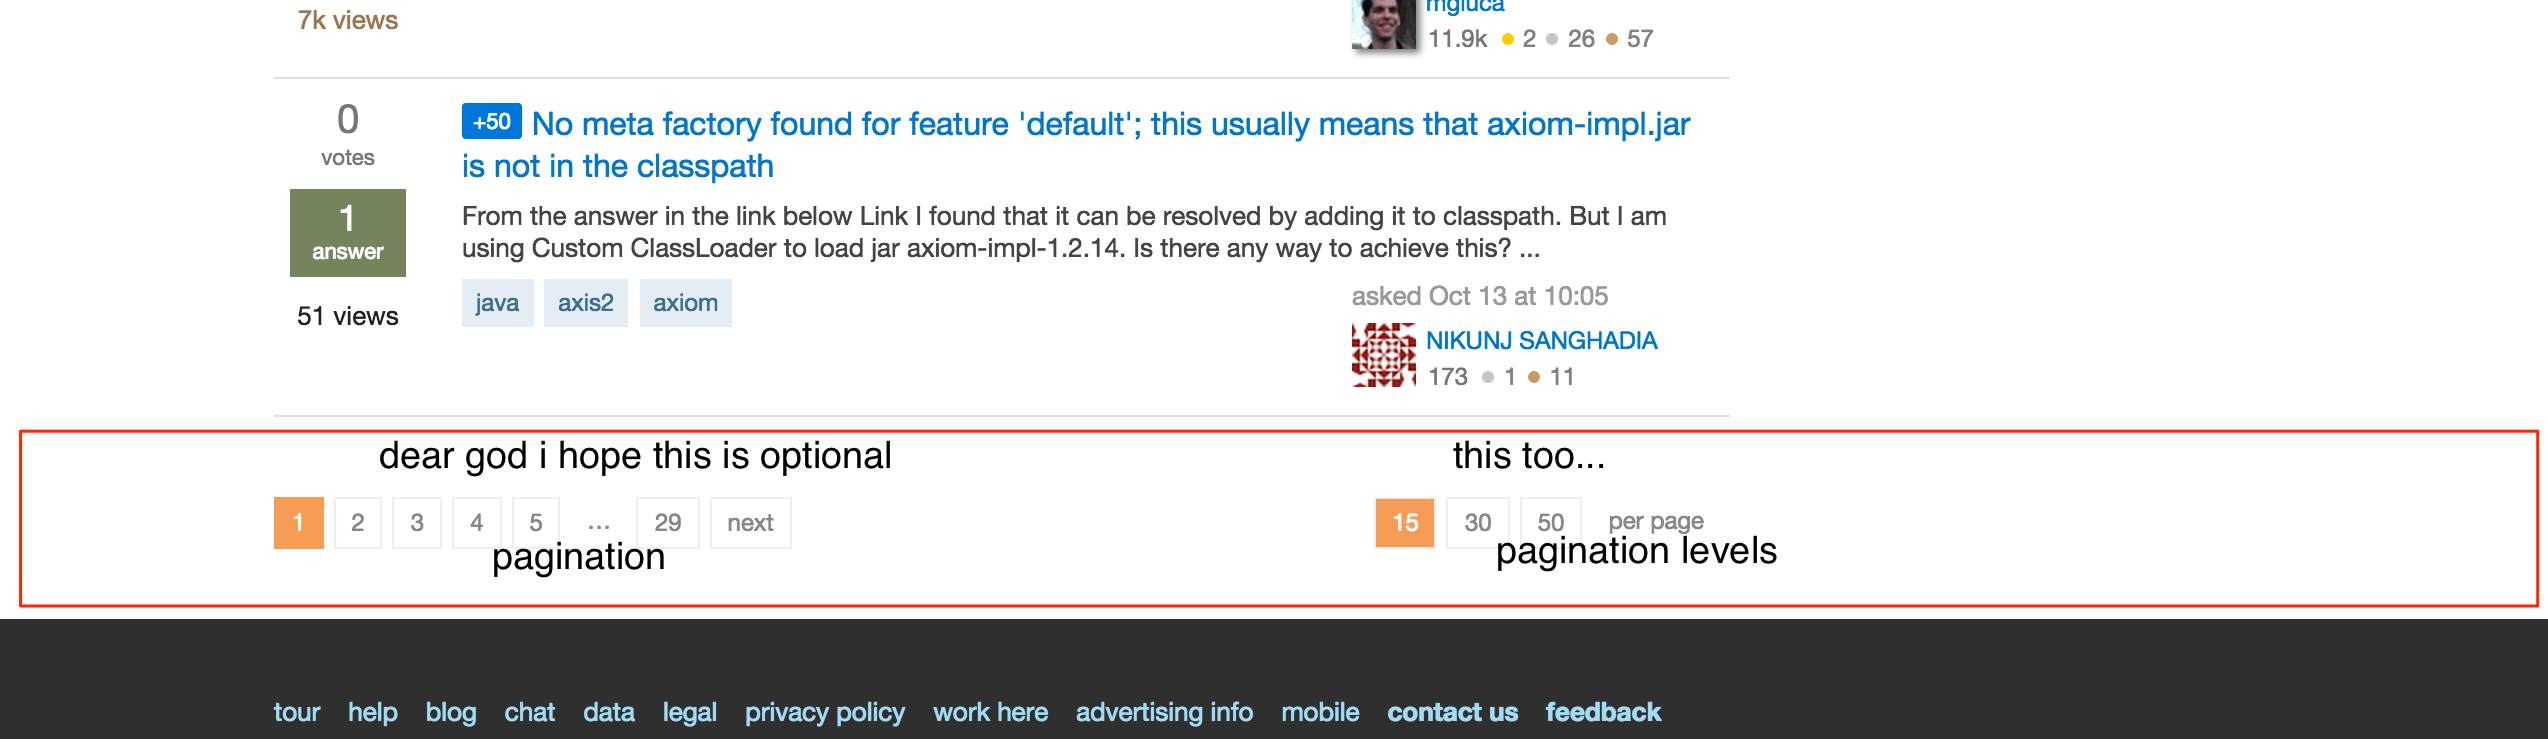 7k views
mgiuca
11.9k 2 26 57
0
votes
1
answer
51 views
+50 No meta factory found for feature 'default'; this usually means that axiom-impl.jar
is not in the classpath
From the answer in the link below Link I found that it can be resolved by adding it to classpath. But I am
using Custom ClassLoader to load jar axiom-impl-1.2.14. Is there any way to achieve this? ...
java axis2 axiom
asked Oct 13 at 10:05
NIKUNJ SANGHADIA
173 1 11
dear god i hope this is optional
this too...
1 2 3 4 5 ... 29 next
15 30 50 per page
pagination
pagination levels
tour help blog chat data legal privacy policy work here advertising info mobile contact us feedback